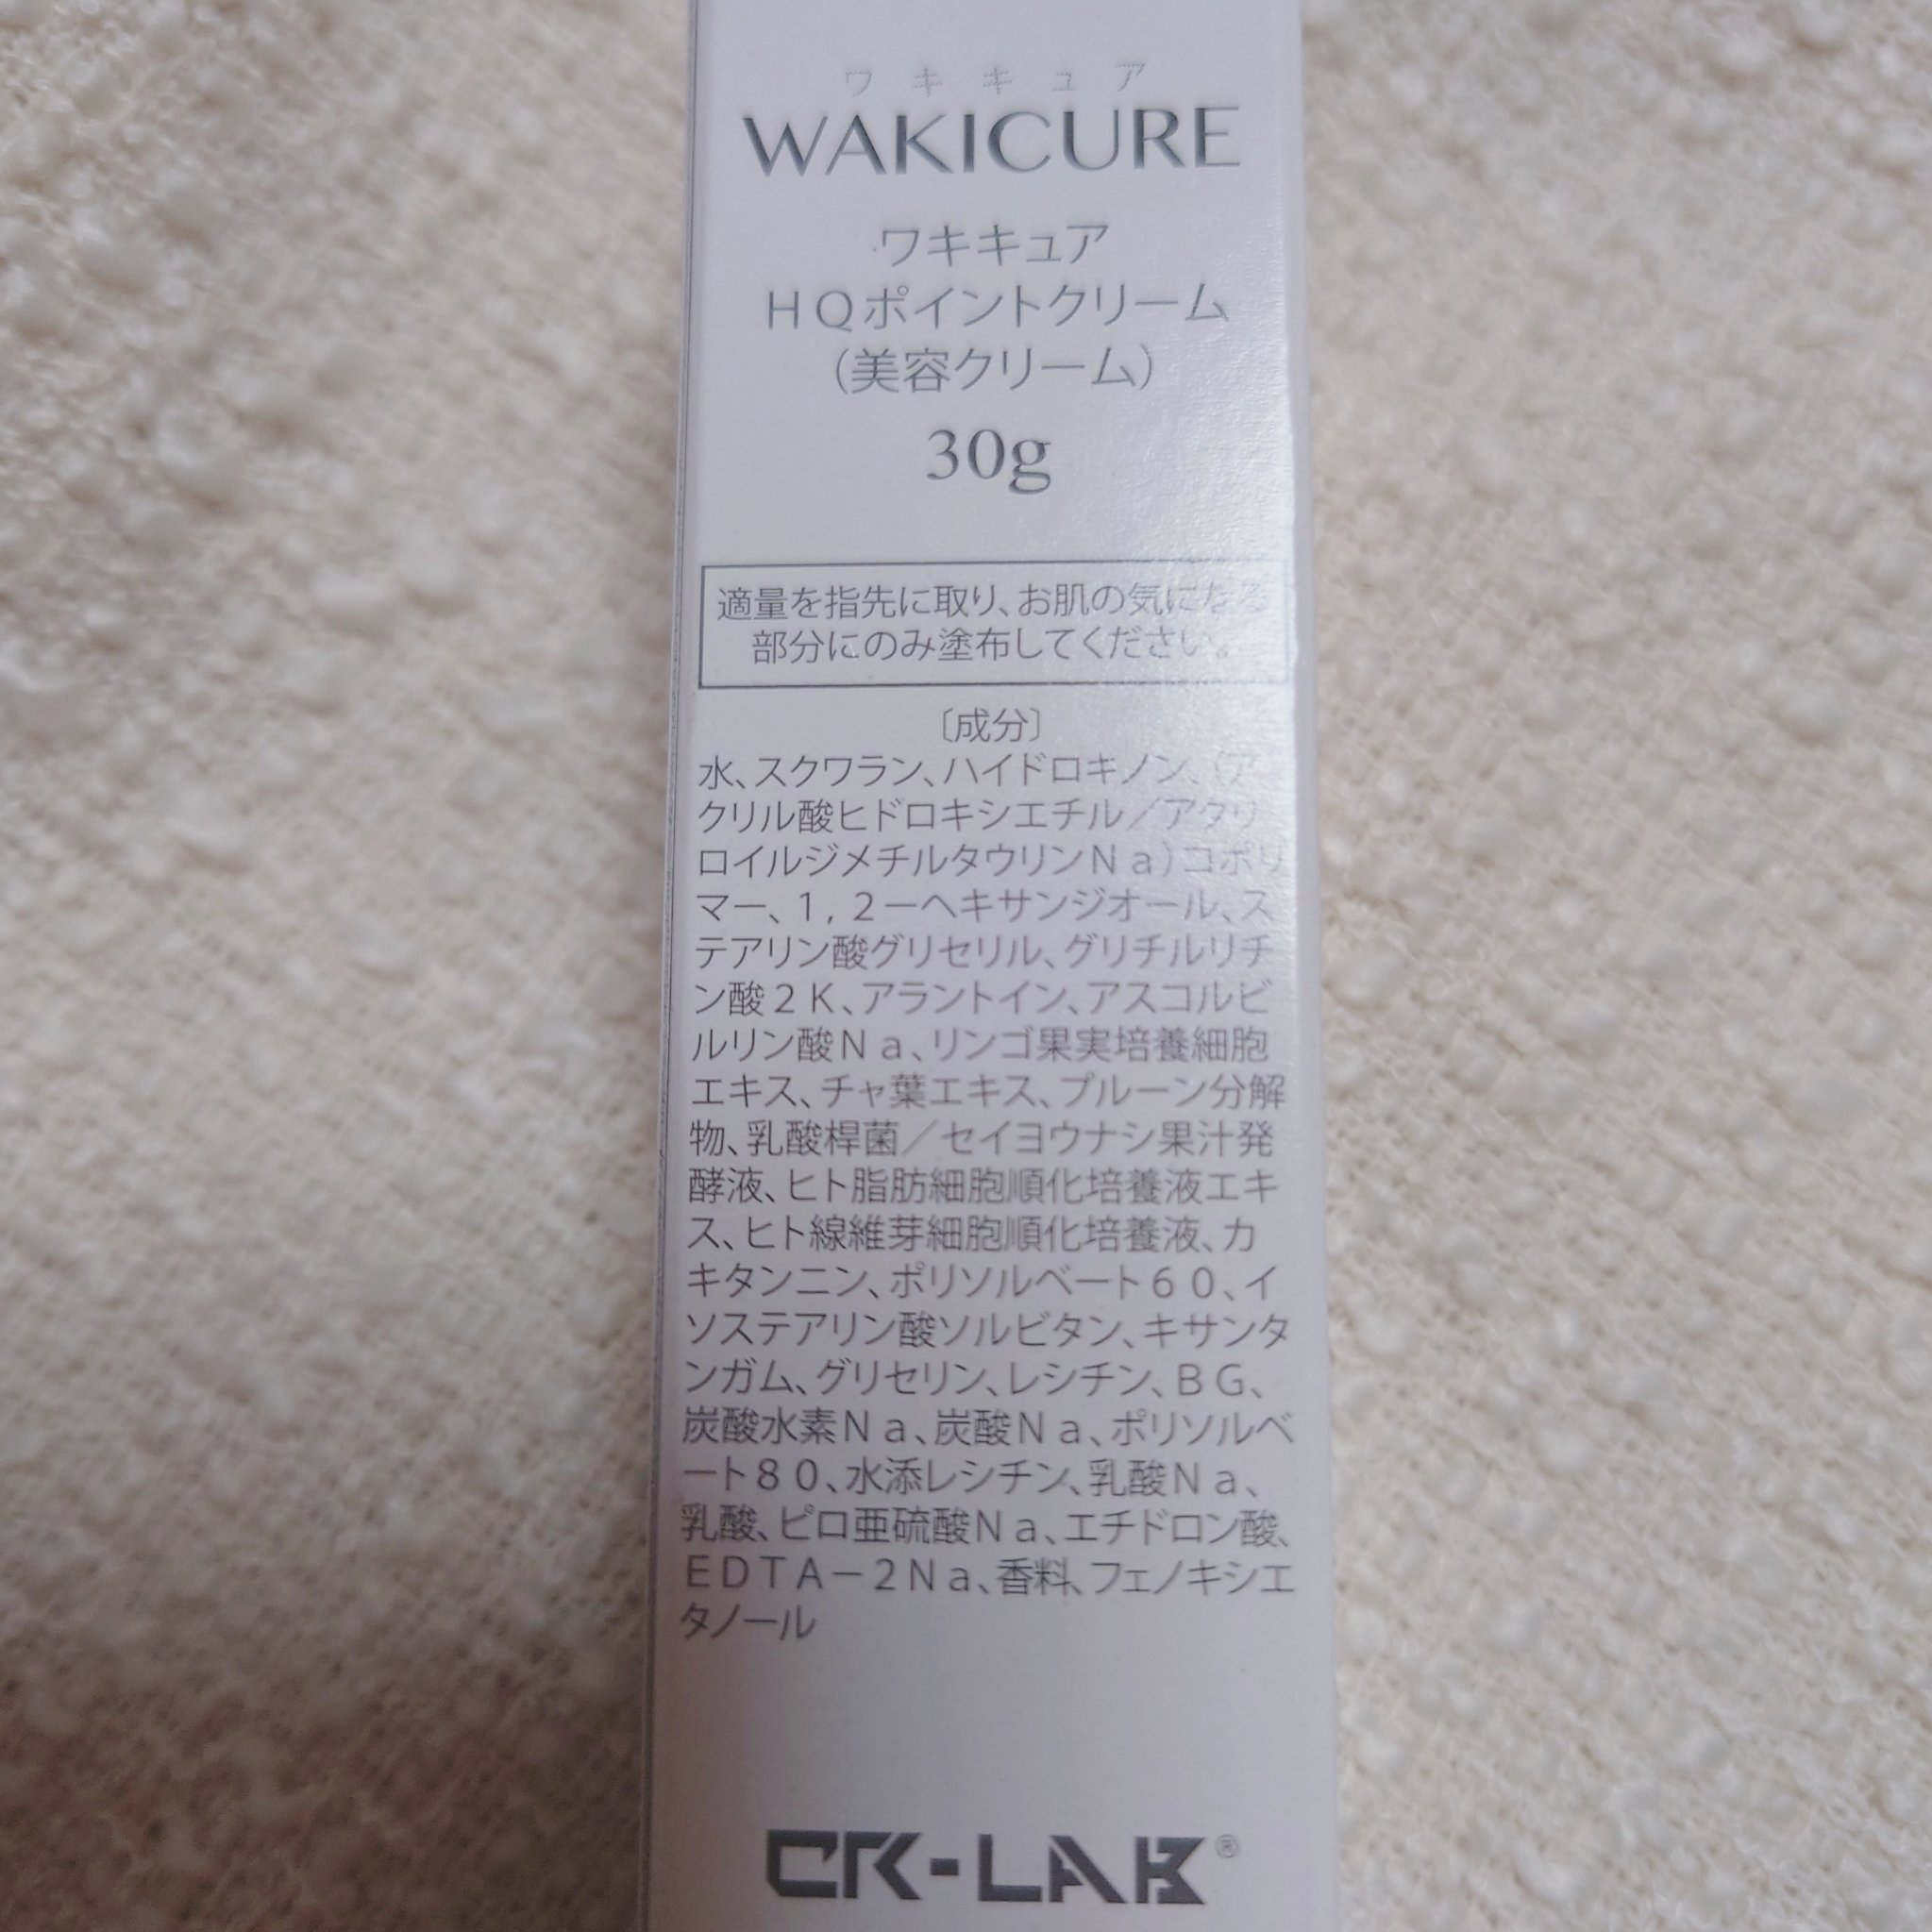 ワキキュア
WAKICURE
ワキキュア
ＨＱポイントクリーム
（美容クリーム）
30g
適量を指先に取り、お肌の気になる
部分にのみ塗布してください。
〔成分〕
水、スクワラン、ハイドロキノン、（ア
クリル酸ヒドロキシエチル／アクリ
ロイルジメチルタウリンＮａ）コポリ
マー、１，２－ヘキサンジオール、ス
テアリン酸グリセリル、グリチルリチ
ン酸２Ｋ、アラントイン、アスコルビ
ルリン酸Ｎａ、リンゴ果実培養細胞
エキス、チャ葉エキス、プルーン分解
物、乳酸桿菌／セイヨウナシ果汁発
酵液、ヒト脂肪細胞順化培養液エキ
ス、ヒト線維芽細胞順化培養液、カ
キタンニン、ポリソルベート６０、イ
ソステアリン酸ソルビタン、キサンタ
ンガム、グリセリン、レシチン、ＢＧ、
炭酸水素Ｎａ、炭酸Ｎａ、ポリソルベ
ート８０、水添レシチン、乳酸Ｎａ、
乳酸、ピロ亜硫酸Ｎａ、エチドロン酸、
ＥＤＴＡ－２Ｎａ、香料、フェノキシエ
タノール
CK-LAB®